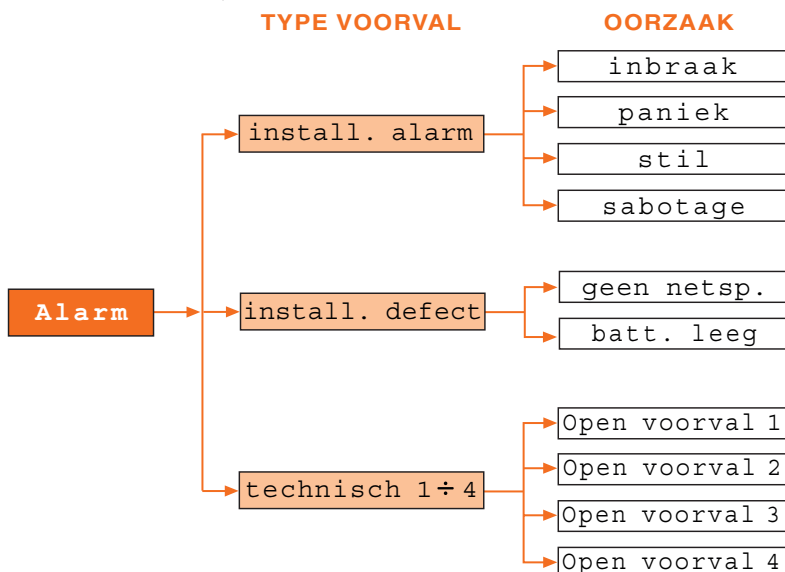 TYPE VOORVAL
OORZAAK
inbraak
paniek
install. alarm
stil
sabotage
Alarm
install. defect
geen netsp.
batt. leeg
technisch 1÷4
Open voorval 1
Open voorval 2
Open voorval 3
Open voorval 4